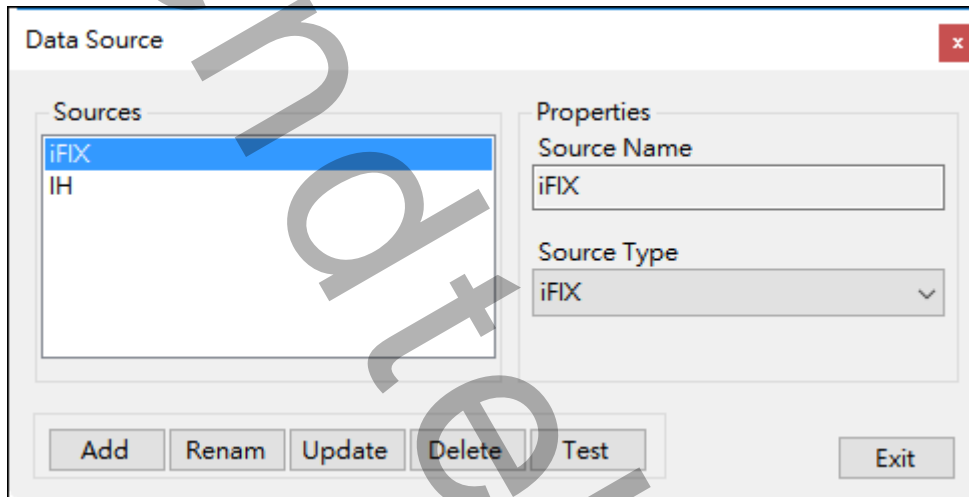 Data Source
x
Sources
iFIX
IH
Properties
Source Name
iFIX
Source Type
iFIX
Add Renam Update Delete Test
Exit